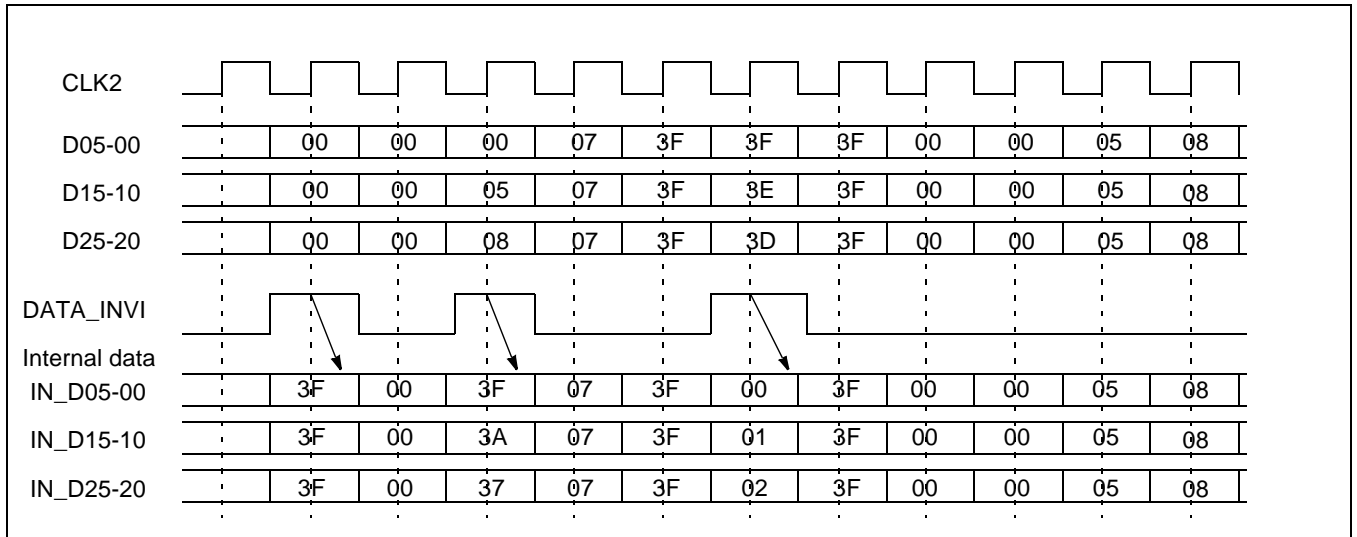 CLK2
D05-00 00 00 00 07 3F 3F 3F 00 00 05 08
D15-10 00 00 05 07 3F 3E 3F 00 00 05 08
D25-20 00 00 08 07 3F 3D 3F 00 00 05 08
DATA_INVI
Internal data
IN_D05-00 3F 00 3F 07 3F 00 3F 00 00 05 08
IN_D15-10 3F 00 3A 07 3F 01 3F 00 00 05 08
IN_D25-20 3F 00 37 07 3F 02 3F 00 00 05 08